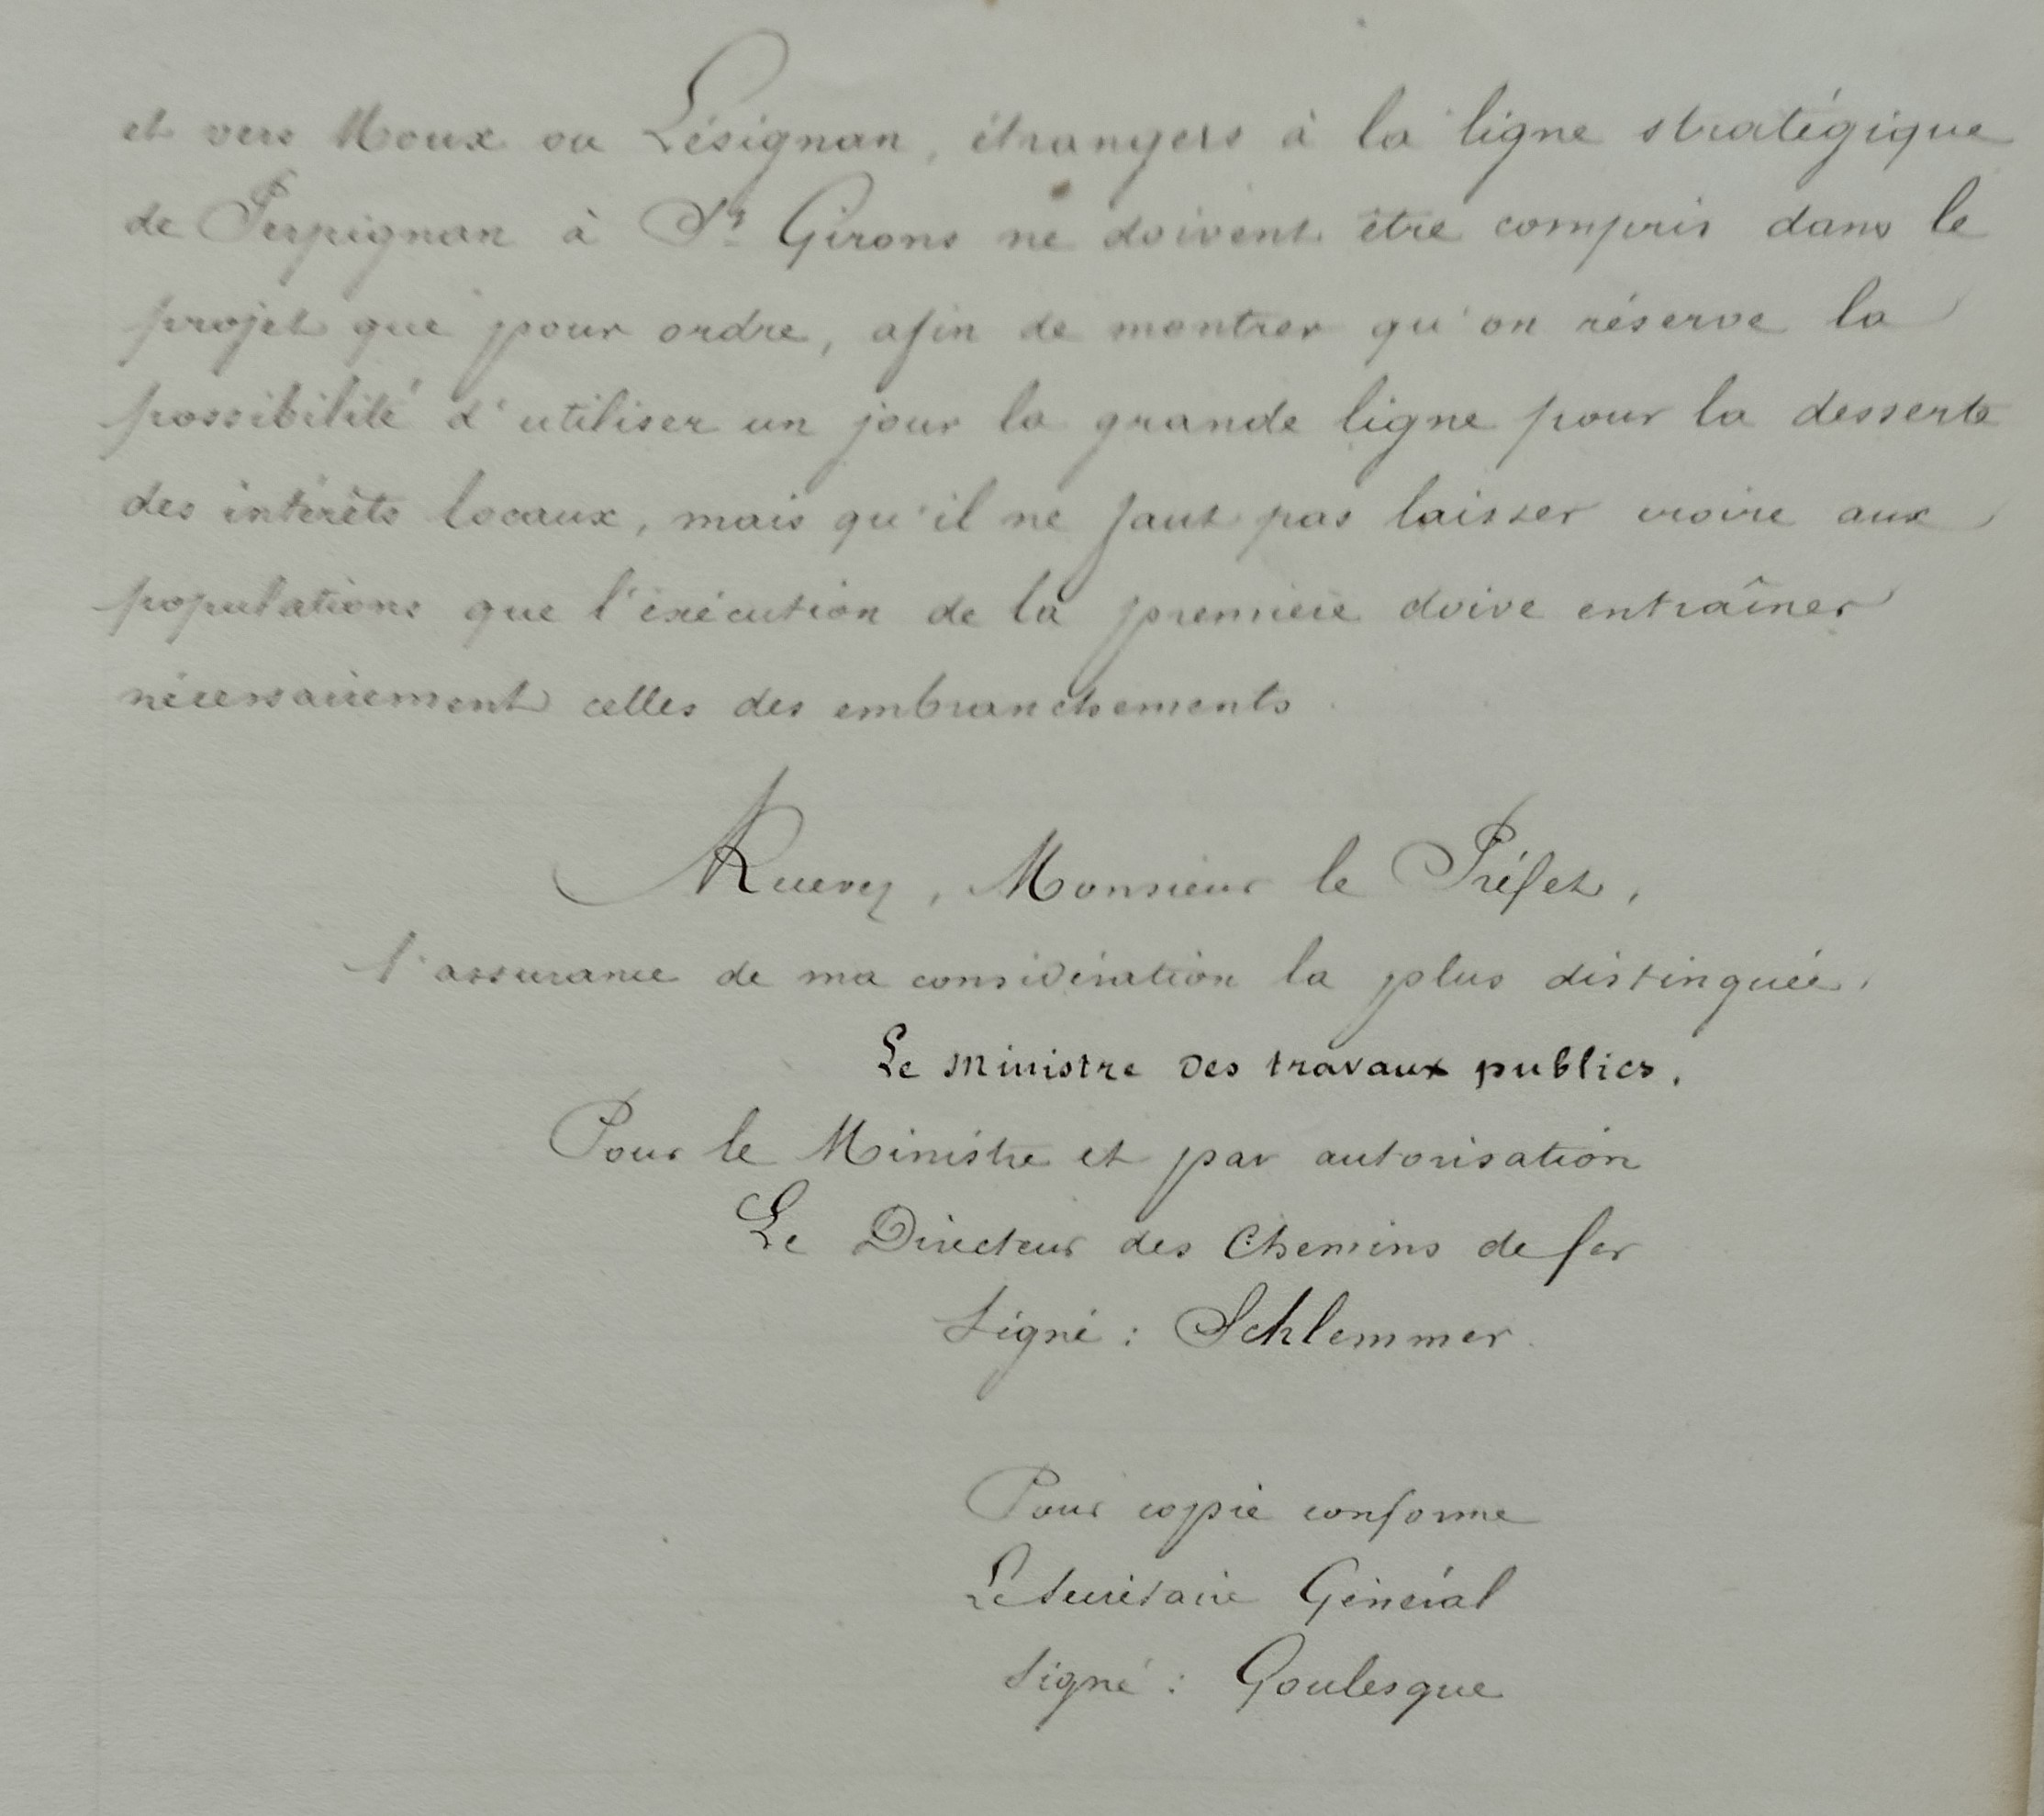 et vers Moux ou Lésignan, étrangers à la ligne stratégique
de Perpignan à St Girons ne doivent être compris dans le
projet que pour ordre, afin de montrer qu'on réserve la
possibilité d'utiliser un jour la grande ligne pour la desserte
des intérêts locaux, mais qu'il ne faut pas laisser croire aux
populations que l'exécution de la première doive entraîner
nécessairement celles des embranchements.
Recevez, Monsieur le Préfet,
l'assurance de ma considération la plus distinguée.
Le Ministre des travaux publics.
Pour le Ministre et par autorisation
Le Directeur des Chemins de fer
Signé : Schlemmer.
Pour copie conforme
Le Secrétaire Général
Signé : Goulesque